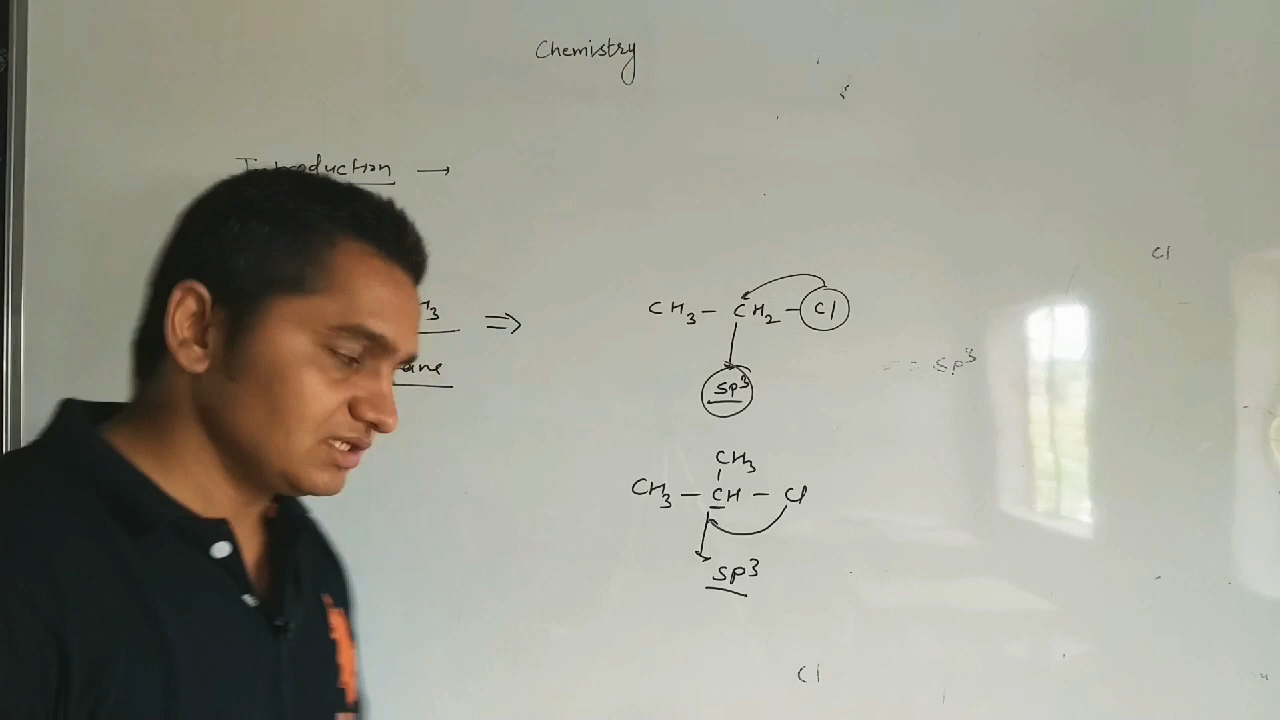 Chemistry
Introduction →
Cl
H3 ⇒ CH3 – CH2 – Cl
ane
sp3
sp3
CH3
CH3 – CH – Cl
sp3
Cl